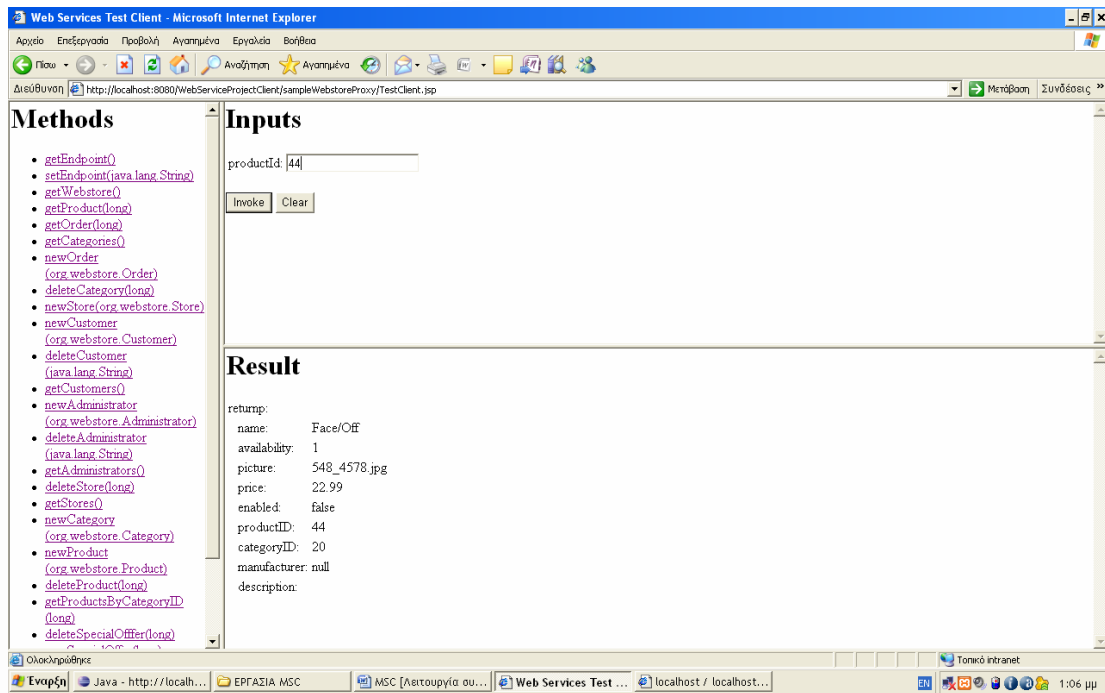 Web Services Test Client - Microsoft Internet Explorer
Αρχείο Επεξεργασία Προβολή Αγαπημένα Εργαλεία Βοήθεια
Πίσω Αναζήτηση Αγαπημένα
Διεύθυνση http://localhost:8080/WebServiceProjectClient/sampleWebstoreProxy/TestClient.jsp Μετάβαση Συνδέσεις »
Methods
getEndpoint()
setEndpoint(java.lang.String)
getWebstore()
getProduct(long)
getOrder(long)
getCategories()
newOrder
(org.webstore.Order)
deleteCategory(long)
newStore(org.webstore.Store)
newCustomer
(org.webstore.Customer)
deleteCustomer
(java.lang.String)
getCustomers()
newAdministrator
(org.webstore.Administrator)
deleteAdministrator
(java.lang.String)
getAdministrators()
deleteStore(long)
getStores()
newCategory
(org.webstore.Category)
newProduct
(org.webstore.Product)
deleteProduct(long)
getProductsByCategoryID
(long)
deleteSpecialOfffer(long)
Inputs
productId: 44
Invoke Clear
Result
returnp:
name: Face/Off
availability: 1
picture: 548_4578.jpg
price: 22.99
enabled: false
productID: 44
categoryID: 20
manufacturer: null
description:
Ολοκληρώθηκε Τοπικό intranet
Έναρξη Java - http://localh... ΕΡΓΑΣΙΑ MSC MSC [Λειτουργία συ... Web Services Test ... localhost / localhost... EN 1:06 μμ